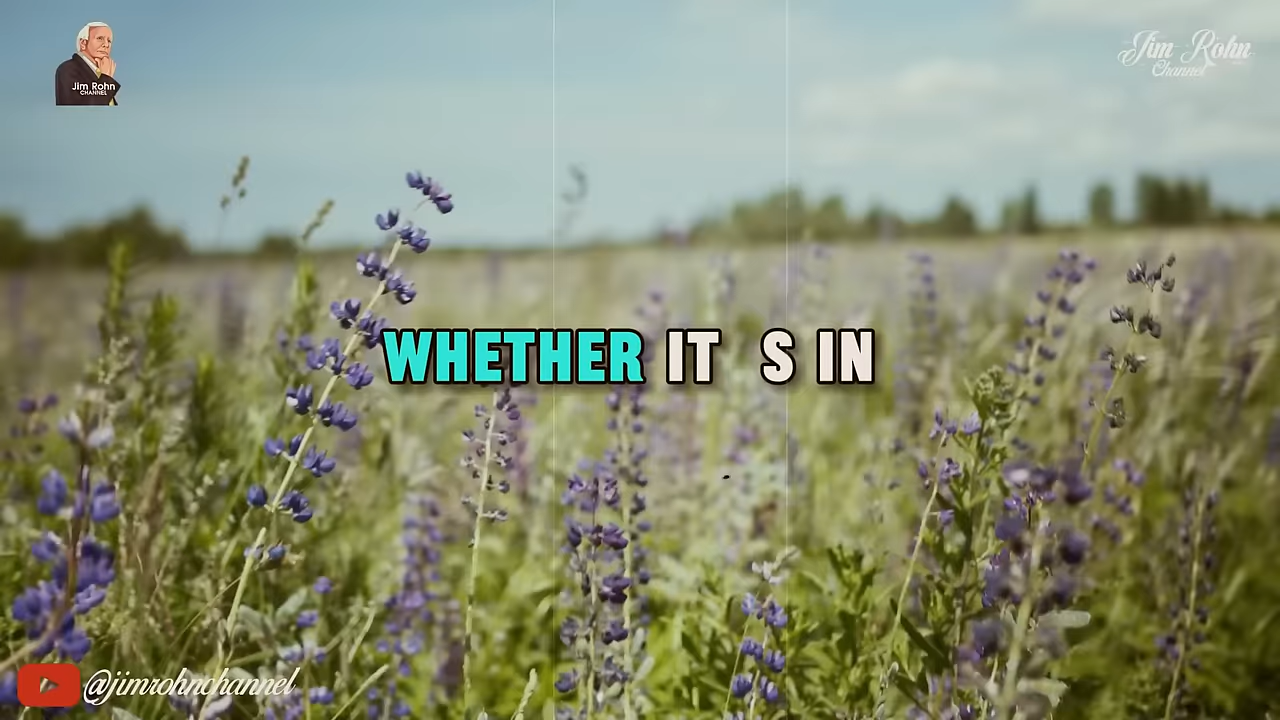 Jim Rohn
CHANNEL
Jim Rohn
Channel
WHETHER IT S IN
@jimrohnchannel